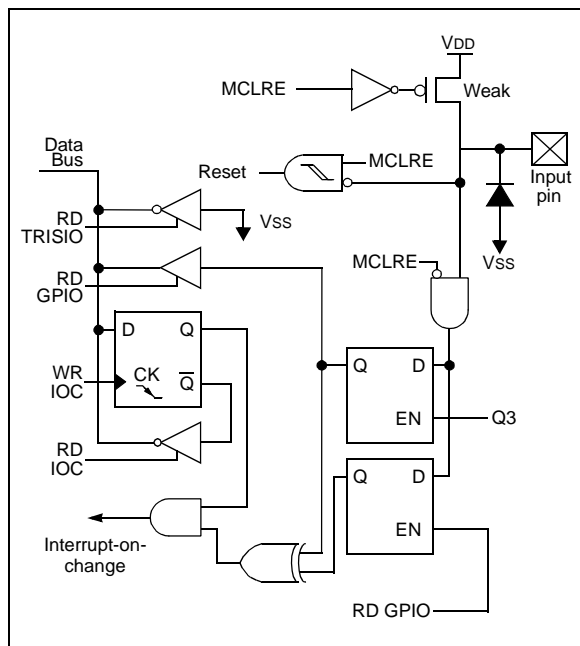 VDD
MCLRE
Weak
Data
Bus
Reset
MCLRE
Input
pin
RD
TRISIO
VSS
VSS
RD
GPIO
MCLRE
D
Q
WR
IOC
CK
Q
Q
D
EN
Q3
RD
IOC
Q
D
EN
Interrupt-on-
change
RD GPIO